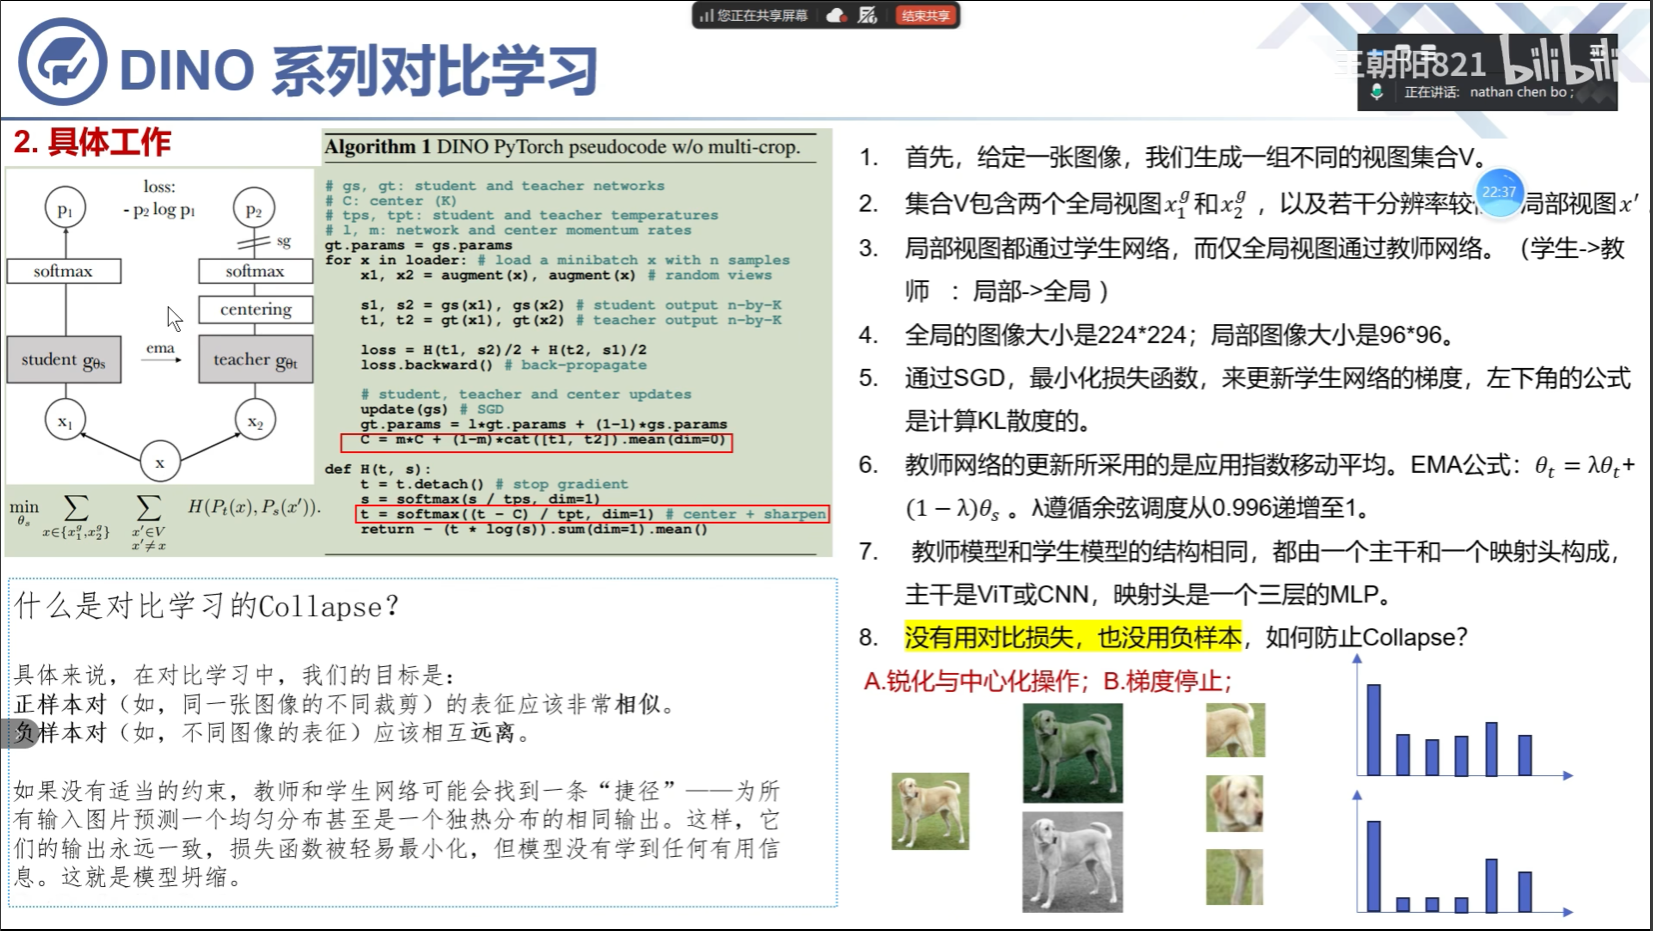 您正在共享屏幕
结束共享
DINO 系列对比学习
王朝阳821 bilibili
正在讲话: nathan chen bo ;
2. 具体工作
loss:
- p₂ log p₁
p₁
p₂
sg
softmax
softmax
centering
student gθs
ema
teacher gθt
x₁
x₂
x
min θs ∑ x∈{x₁ᵍ,x₂ᵍ} ∑ x′∈V x′≠x H(Pt(x), Ps(x′)).
Algorithm 1 DINO PyTorch pseudocode w/o multi-crop.
# gs, gt: student and teacher networks
# C: center (K)
# tps, tpt: student and teacher temperatures
# l, m: network and center momentum rates
gt.params = gs.params
for x in loader: # load a minibatch x with n samples
x1, x2 = augment(x), augment(x) # random views
s1, s2 = gs(x1), gs(x2) # student output n-by-K
t1, t2 = gt(x1), gt(x2) # teacher output n-by-K
loss = H(t1, s2)/2 + H(t2, s1)/2
loss.backward() # back-propagate
# student, teacher and center updates
update(gs) # SGD
gt.params = l*gt.params + (1-l)*gs.params
C = m*C + (1-m)*cat([t1, t2]).mean(dim=0)
def H(t, s):
t = t.detach() # stop gradient
s = softmax(s / tps, dim=1)
t = softmax((t - C) / tpt, dim=1) # center + sharpen
return - (t * log(s)).sum(dim=1).mean()
什么是对比学习的Collapse？
具体来说，在对比学习中，我们的目标是：
正样本对（如，同一张图像的不同裁剪）的表征应该非常相似。
负样本对（如，不同图像的表征）应该相互远离。
如果没有适当的约束，教师和学生网络可能会找到一条“捷径”——为所
有输入图片预测一个均匀分布甚至是一个独热分布的相同输出。这样，它
们的输出永远一致，损失函数被轻易最小化，但模型没有学到任何有用信
息。这就是模型坍缩。
1. 首先，给定一张图像，我们生成一组不同的视图集合V。
22:37
2. 集合V包含两个全局视图x₁ᵍ和x₂ᵍ，以及若干分辨率较 局部视图x′
3. 局部视图都通过学生网络，而仅全局视图通过教师网络。（学生->教
师 ：局部->全局 ）
4. 全局的图像大小是224*224；局部图像大小是96*96。
5. 通过SGD，最小化损失函数，来更新学生网络的梯度，左下角的公式
是计算KL散度的。
6. 教师网络的更新所采用的是应用指数移动平均。EMA公式：θt = λθt+
(1 − λ)θs 。λ遵循余弦调度从0.996递增至1。
7. 教师模型和学生模型的结构相同，都由一个主干和一个映射头构成，
主干是ViT或CNN，映射头是一个三层的MLP。
8. 没有用对比损失，也没用负样本，如何防止Collapse？
A.锐化与中心化操作；B.梯度停止；